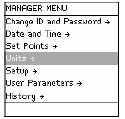 MANAGER MENU
Change ID and Password →
Date and Time →
Set Points →
Units →
Setup →
User Parameters →
History →